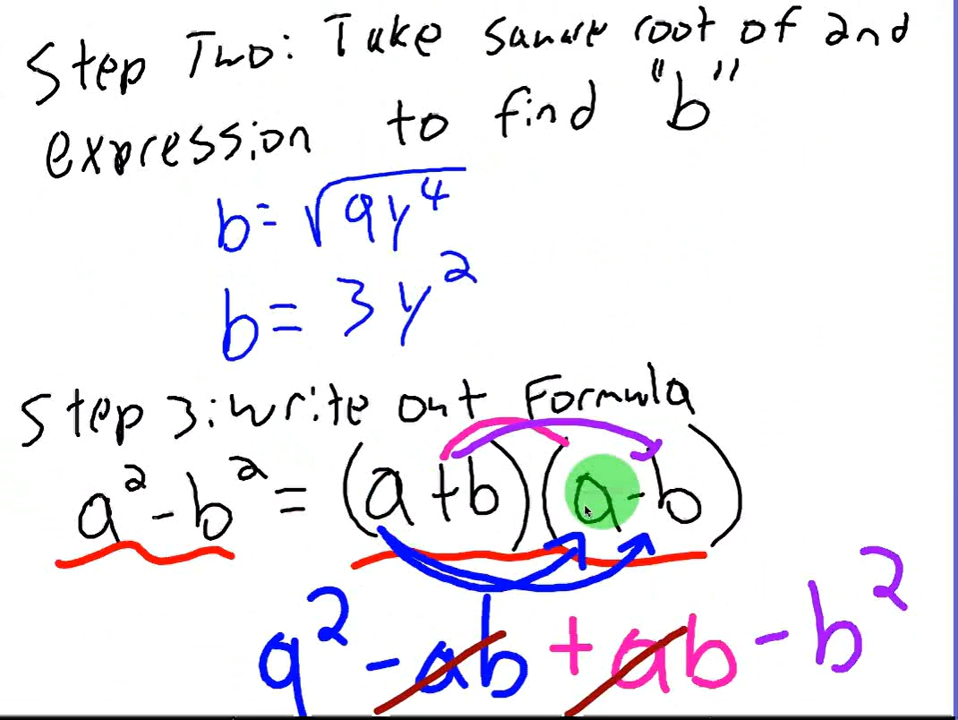 Step Two: Take square root of 2nd
expression to find "b"
b = √9y⁴
b = 3y²
Step 3: Write out Formula
a² - b² = (a + b)(a - b)
a² - ab + ab - b²